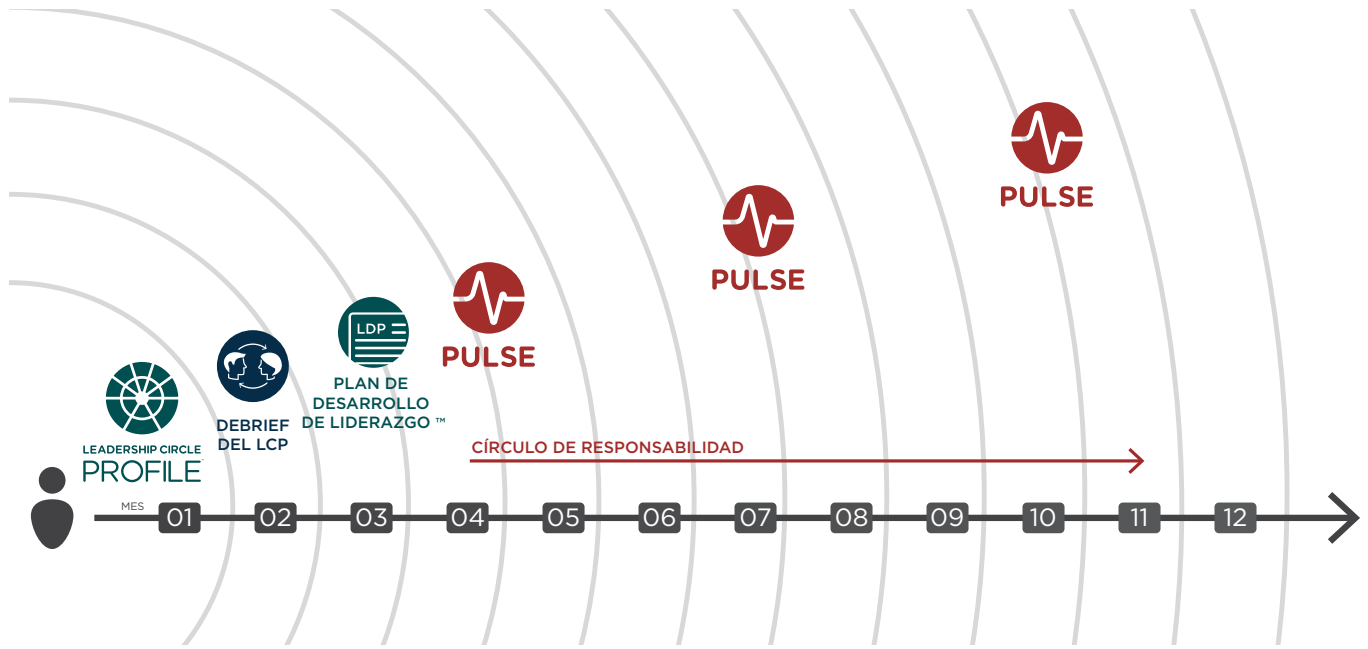 LEADERSHIP CIRCLE
PROFILE™
DEBRIEF
DEL LCP
LDP
PLAN DE
DESARROLLO
DE LIDERAZGO ™
PULSE
PULSE
PULSE
CÍRCULO DE RESPONSABILIDAD
MES 01 02 03 04 05 06 07 08 09 10 11 12